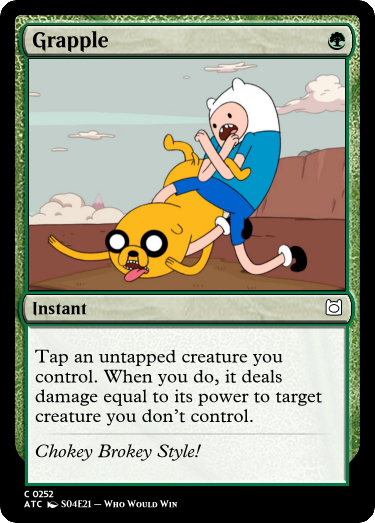 Grapple
Instant
Tap an untapped creature you
control. When you do, it deals
damage equal to its power to target
creature you don't control.
Chokey Brokey Style!
C 0252
ATC S04E21 – Who Would Win